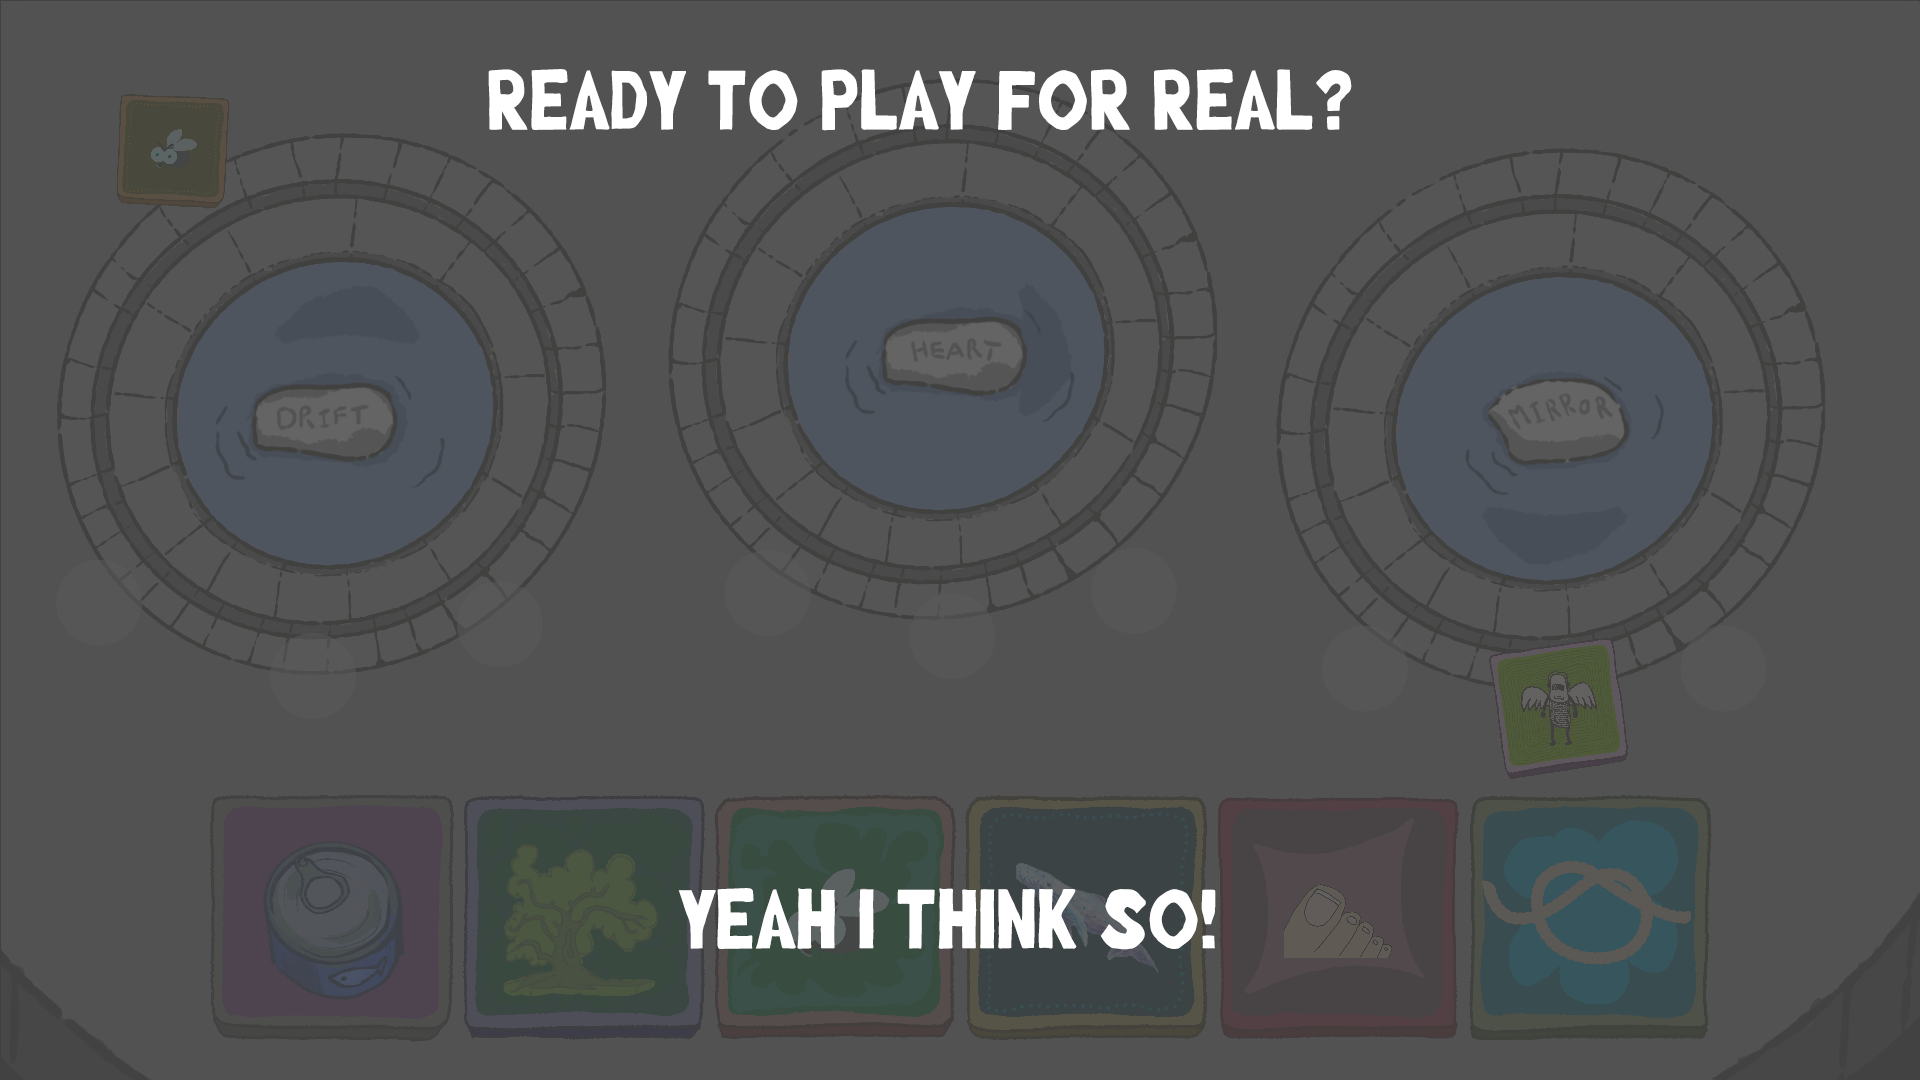 READY TO PLAY FOR REAL?
DRIFT
HEART
MIRROR
YEAH I THINK SO!